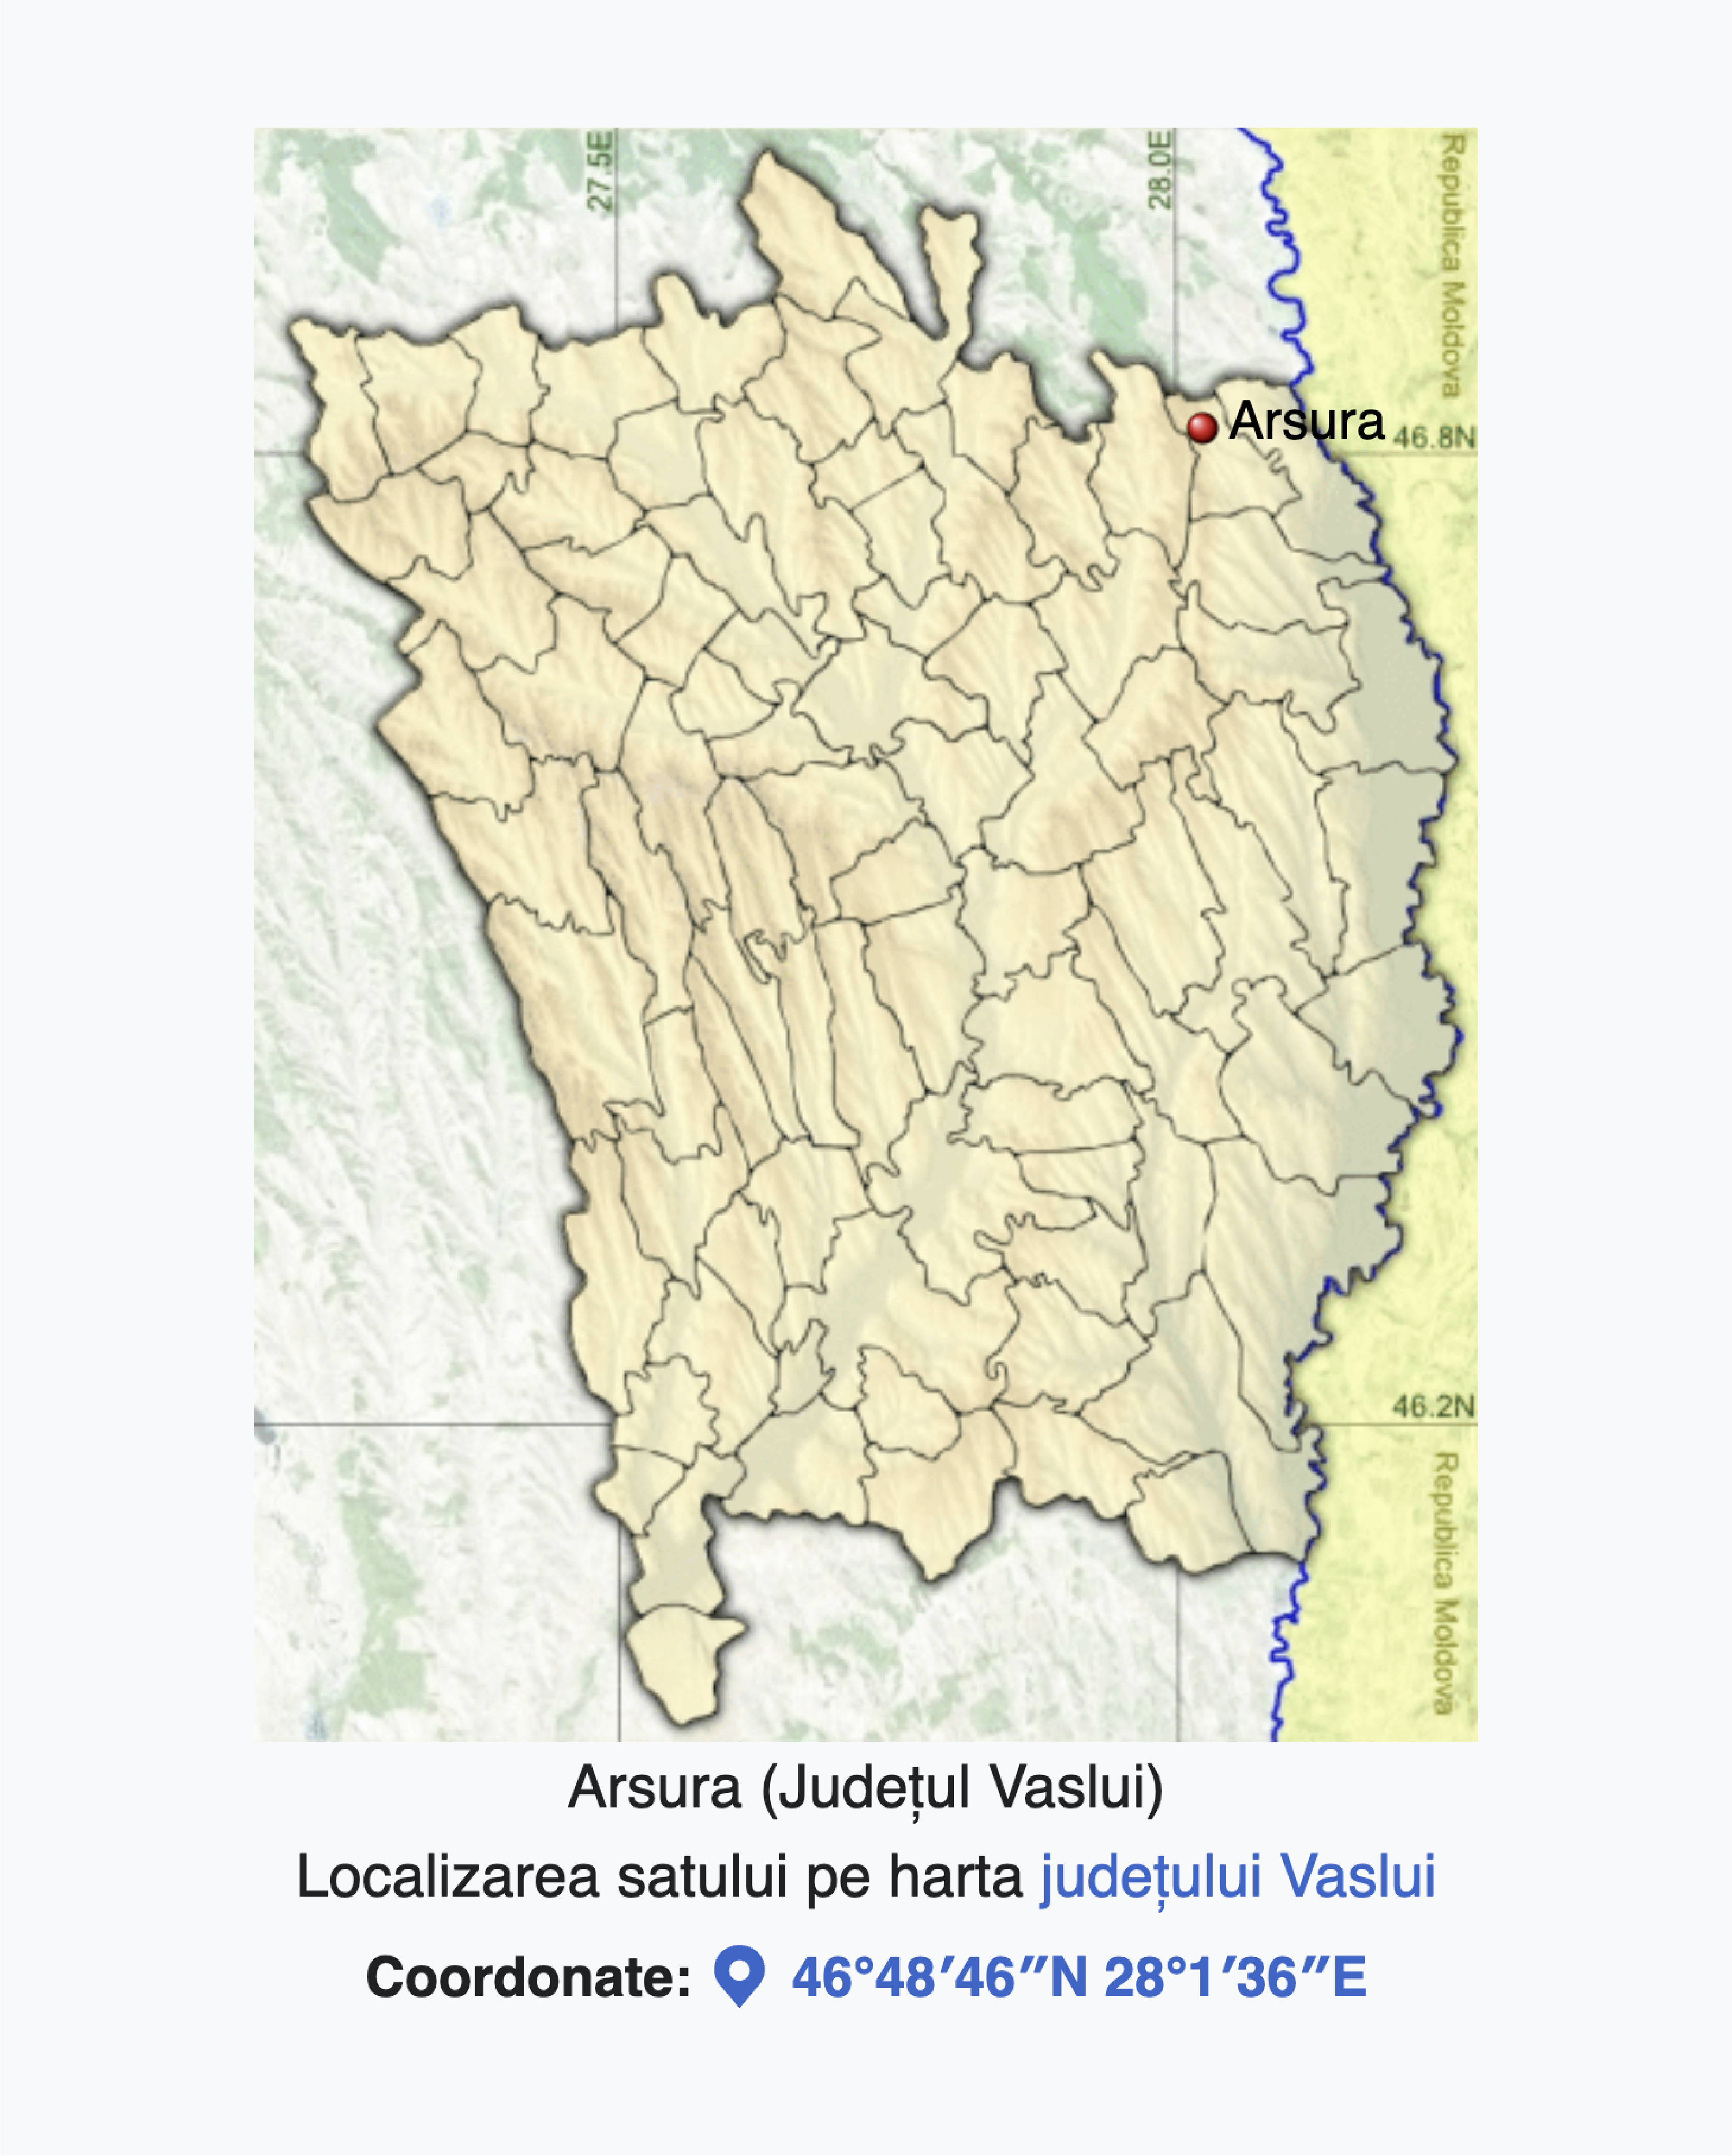 27.5E
28.0E
Republica Moldova
Arsura
46.8N
46.2N
Republica Moldova
Arsura (Județul Vaslui)
Localizarea satului pe harta județului Vaslui
Coordonate: 46°48′46″N 28°1′36″E